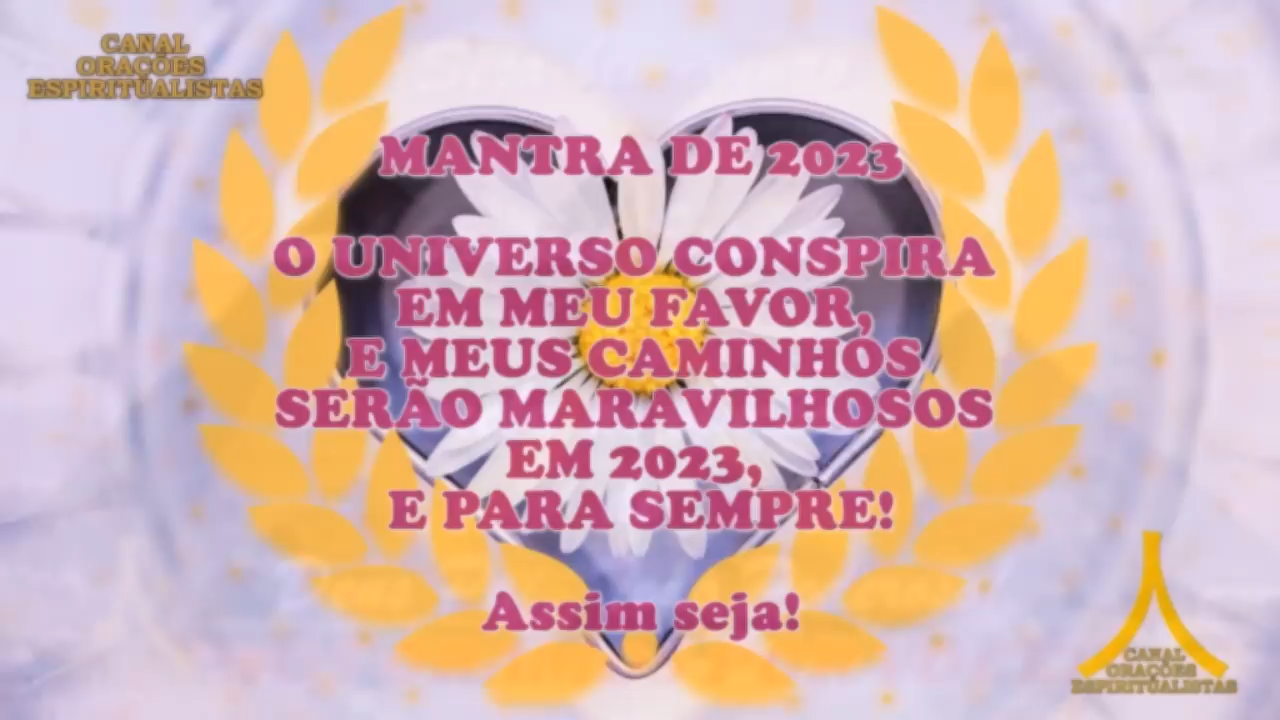 CANAL
ORAÇÕES
ESPIRITUALISTAS
MANTRA DE 2023
O UNIVERSO CONSPIRA
EM MEU FAVOR,
E MEUS CAMINHOS
SERÃO MARAVILHOSOS
EM 2023,
E PARA SEMPRE!
Assim seja!
CANAL
ORAÇÕES
ESPIRITUALISTAS